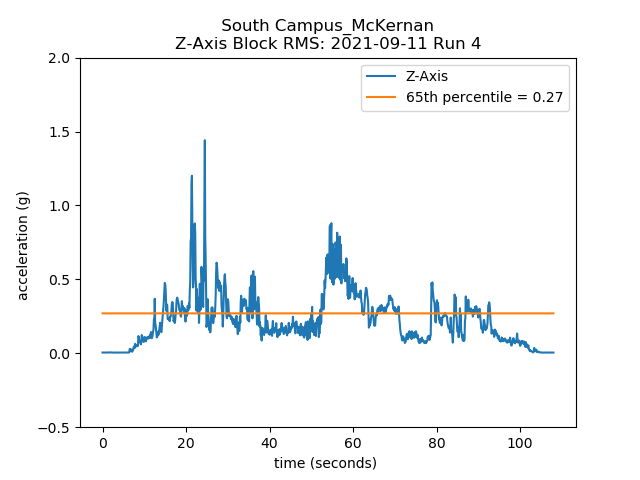 South Campus_McKernan
Z-Axis Block RMS: 2021-09-11 Run 4
2.0
1.5
1.0
0.5
0.0
−0.5
acceleration (g)
Z-Axis
65th percentile = 0.27
0 20 40 60 80 100
time (seconds)